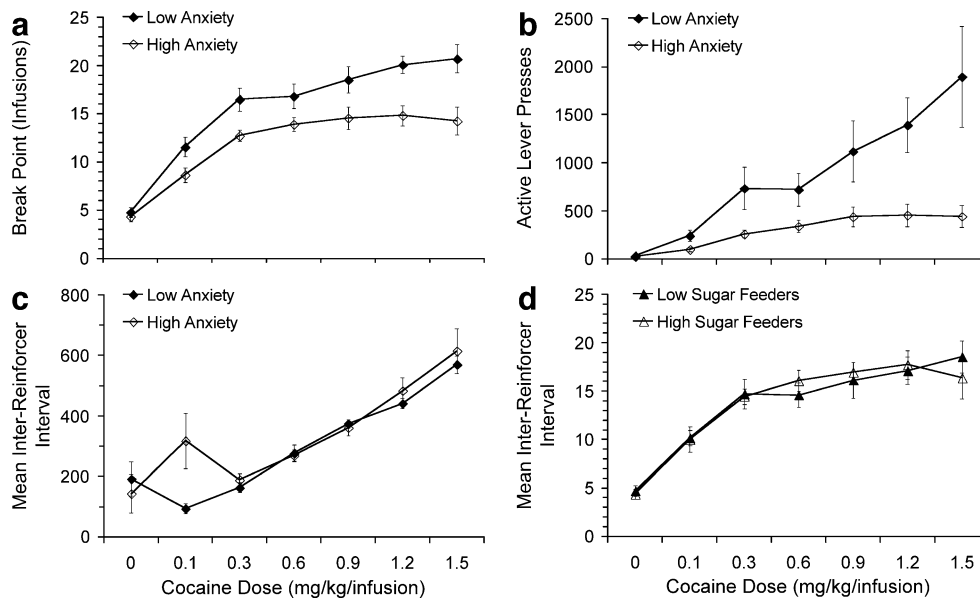 a
Low Anxiety
High Anxiety
Break Point (Infusions)
25
20
15
10
5
0
b
Low Anxiety
High Anxiety
Active Lever Presses
2500
2000
1500
1000
500
0
c
Low Anxiety
High Anxiety
Mean Inter-Reinforcer
Interval
800
600
400
200
0
0 0.1 0.3 0.6 0.9 1.2 1.5
Cocaine Dose (mg/kg/infusion)
d
Low Sugar Feeders
High Sugar Feeders
Mean Inter-Reinforcer
Interval
25
20
15
10
5
0
0 0.1 0.3 0.6 0.9 1.2 1.5
Cocaine Dose (mg/kg/infusion)